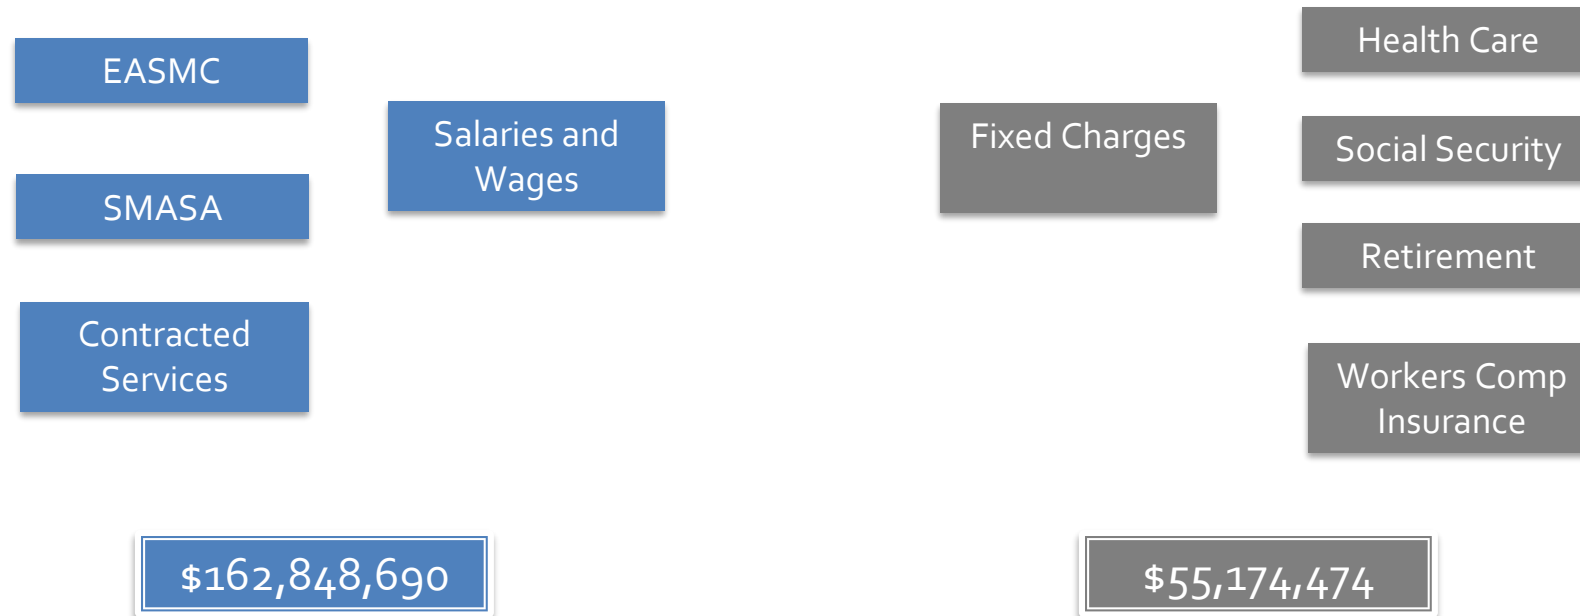 EASMC
SMASA
Contracted
Services
Salaries and
Wages
$162,848,690
Fixed Charges
Health Care
Social Security
Retirement
Workers Comp
Insurance
$55,174,474